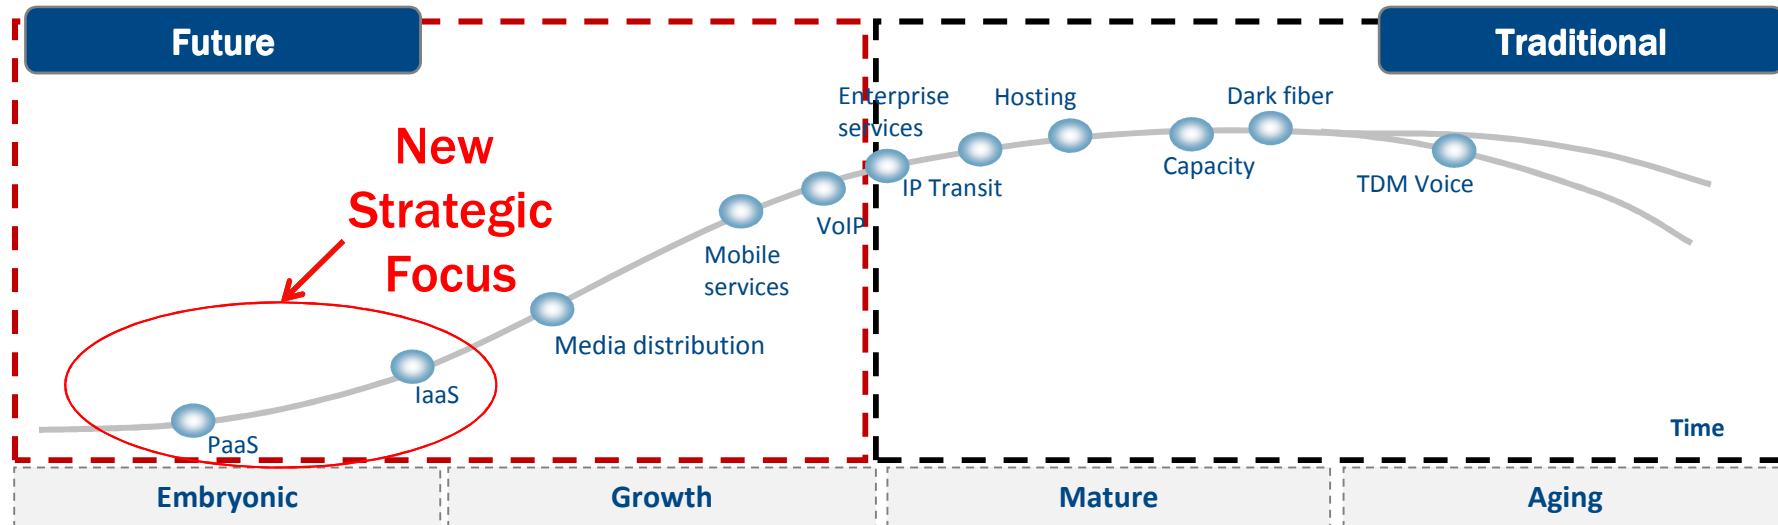 Future
Traditional
New
Strategic
Focus
Enterprise
services
Hosting
Dark fiber
IP Transit
Capacity
TDM Voice
VoIP
Mobile
services
Media distribution
IaaS
PaaS
Time
Embryonic
Growth
Mature
Aging